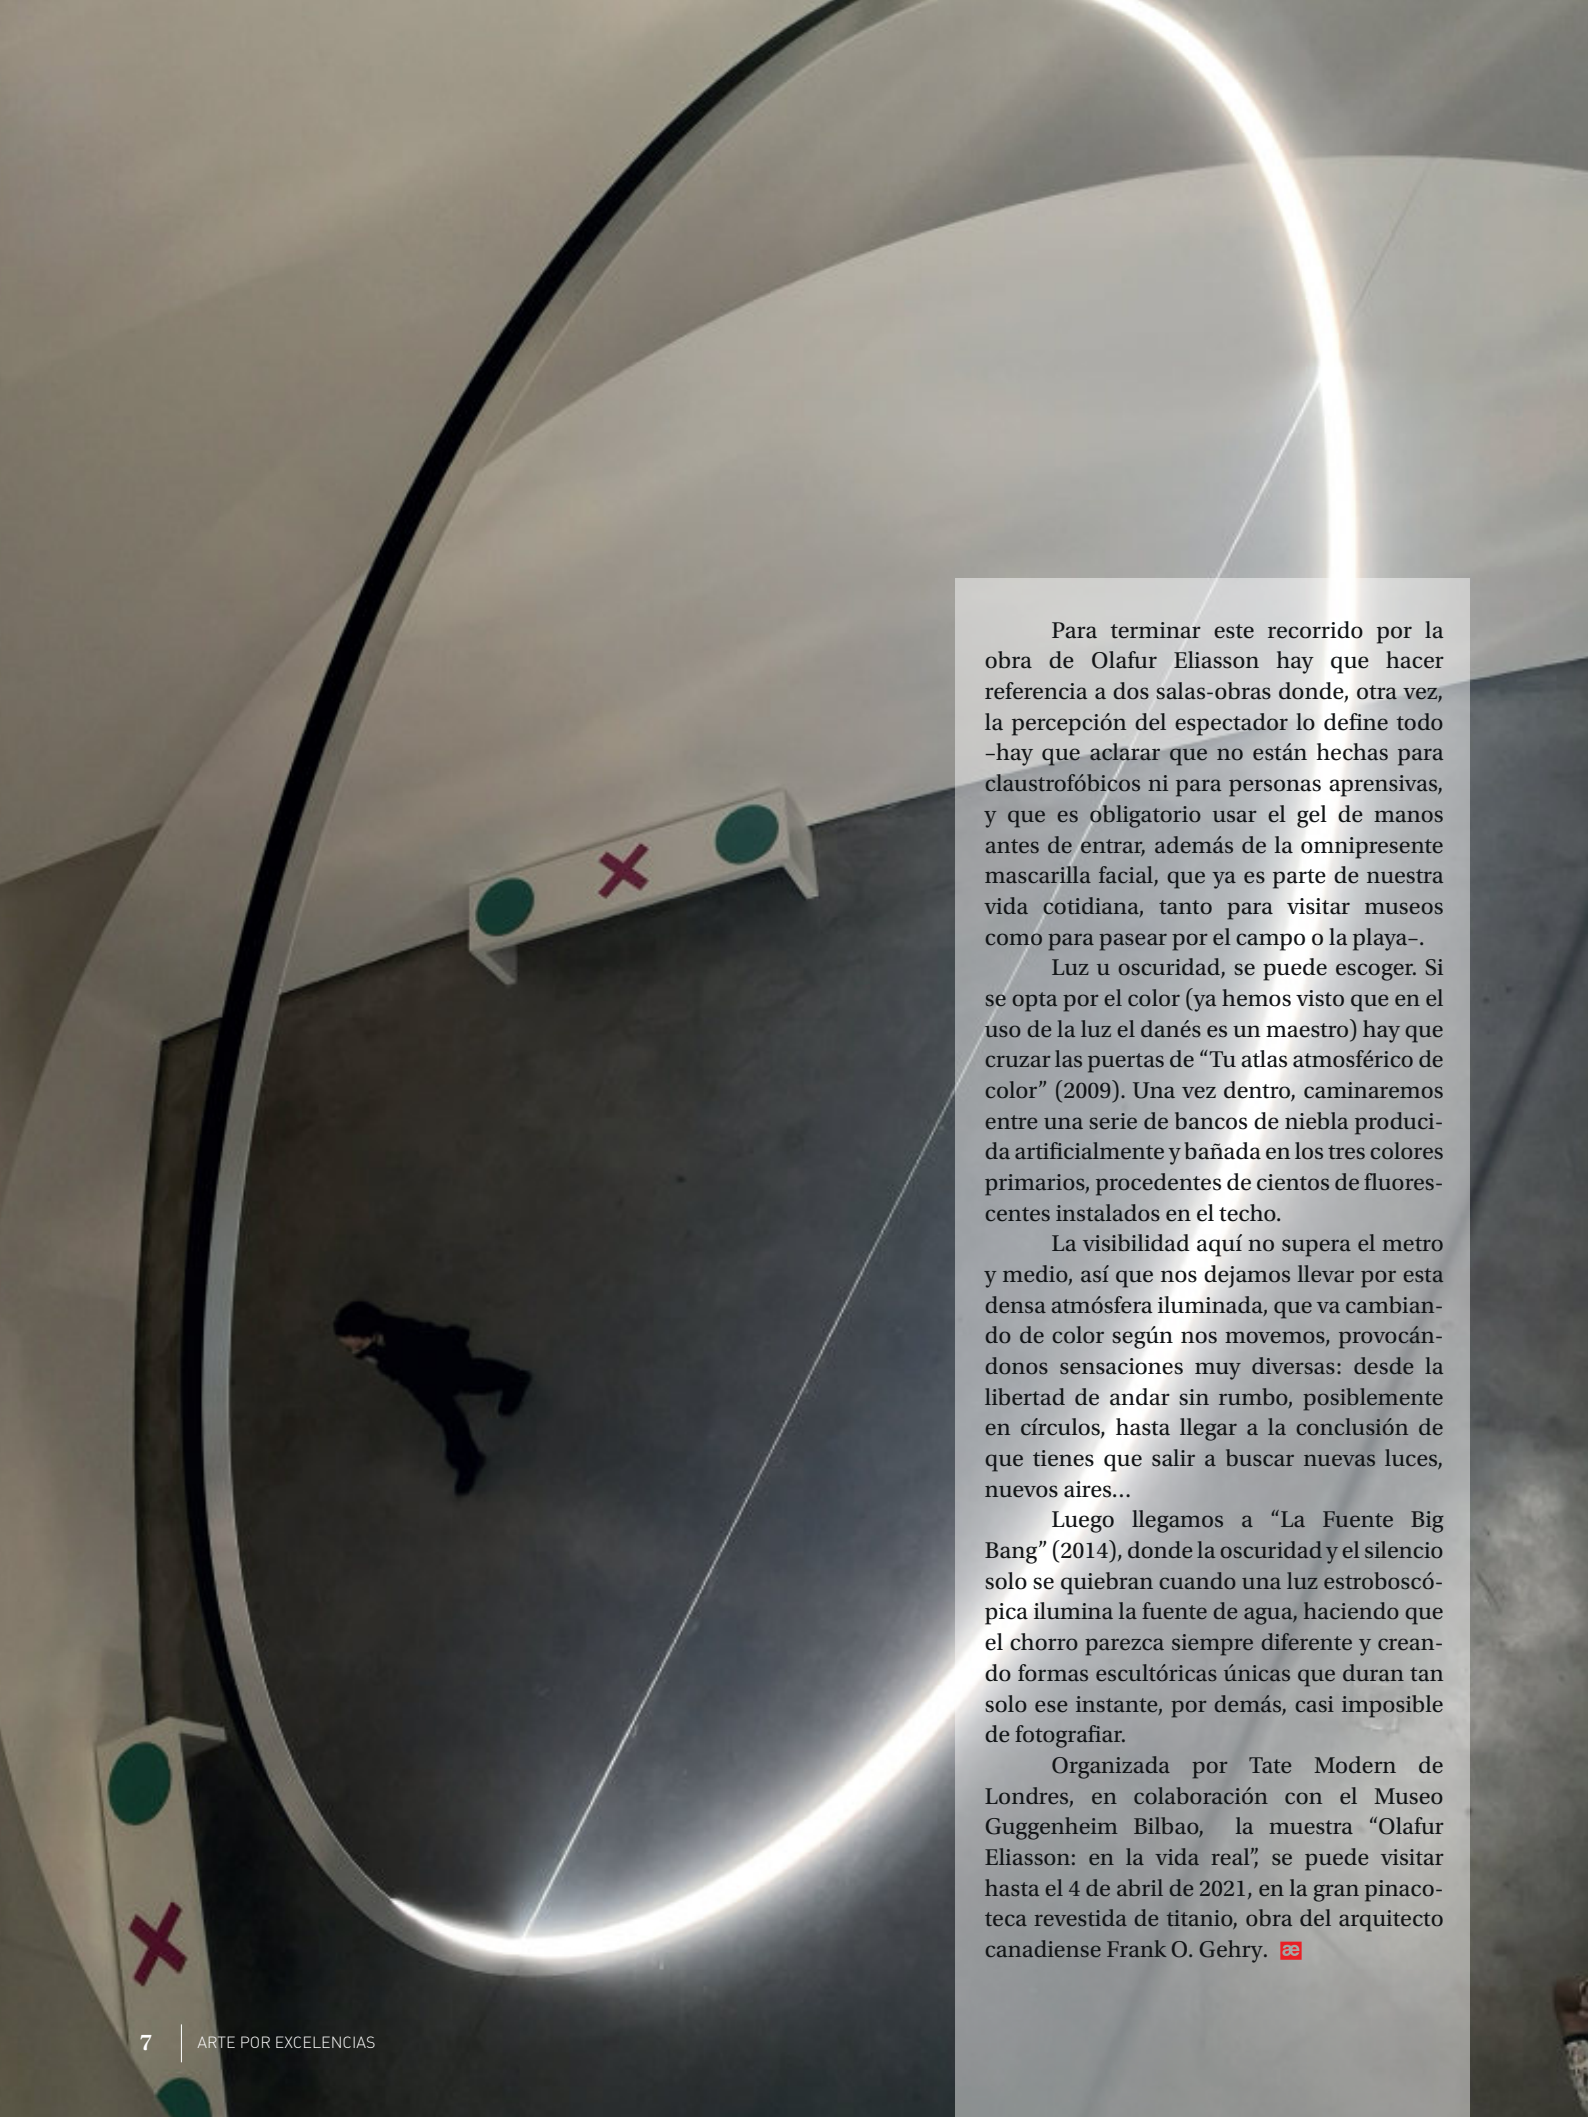 Para terminar este recorrido por la
obra de Olafur Eliasson hay que hacer
referencia a dos salas-obras donde, otra vez,
la percepción del espectador lo define todo
–hay que aclarar que no están hechas para
claustrofóbicos ni para personas aprensivas,
y que es obligatorio usar el gel de manos
antes de entrar, además de la omnipresente
mascarilla facial, que ya es parte de nuestra
vida cotidiana, tanto para visitar museos
como para pasear por el campo o la playa–.
Luz u oscuridad, se puede escoger. Si
se opta por el color (ya hemos visto que en el
uso de la luz el danés es un maestro) hay que
cruzar las puertas de “Tu atlas atmosférico de
color” (2009). Una vez dentro, caminaremos
entre una serie de bancos de niebla produci-
da artificialmente y bañada en los tres colores
primarios, procedentes de cientos de fluores-
centes instalados en el techo.
La visibilidad aquí no supera el metro
y medio, así que nos dejamos llevar por esta
densa atmósfera iluminada, que va cambian-
do de color según nos movemos, provocán-
donos sensaciones muy diversas: desde la
libertad de andar sin rumbo, posiblemente
en círculos, hasta llegar a la conclusión de
que tienes que salir a buscar nuevas luces,
nuevos aires…
Luego llegamos a “La Fuente Big
Bang” (2014), donde la oscuridad y el silencio
solo se quiebran cuando una luz estroboscó-
pica ilumina la fuente de agua, haciendo que
el chorro parezca siempre diferente y crean-
do formas escultóricas únicas que duran tan
solo ese instante, por demás, casi imposible
de fotografiar.
Organizada por Tate Modern de
Londres, en colaboración con el Museo
Guggenheim Bilbao, la muestra “Olafur
Eliasson: en la vida real”, se puede visitar
hasta el 4 de abril de 2021, en la gran pinaco-
teca revestida de titanio, obra del arquitecto
canadiense Frank O. Gehry. æ
7 ARTE POR EXCELENCIAS